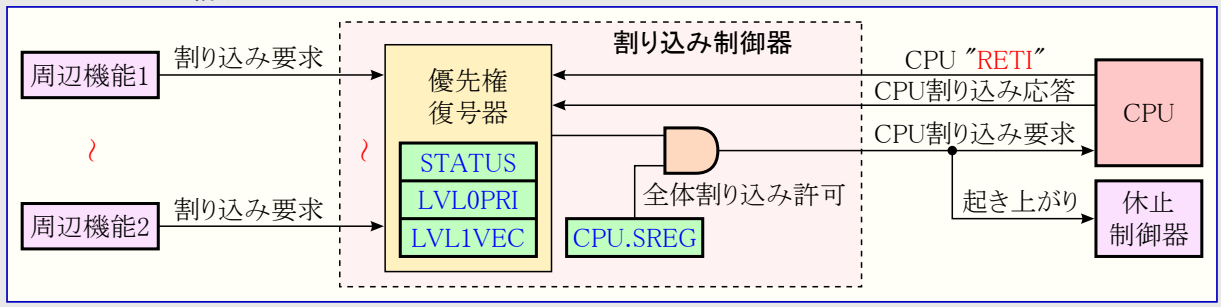 割り込み制御器
周辺機能1
割り込み要求
優先権
復号器
STATUS
LVL0PRI
LVL1VEC
CPU "RETI"
CPU割り込み応答
CPU割り込み要求
CPU
全体割り込み許可
CPU.SREG
起き上がり
休止
制御器
周辺機能2
割り込み要求